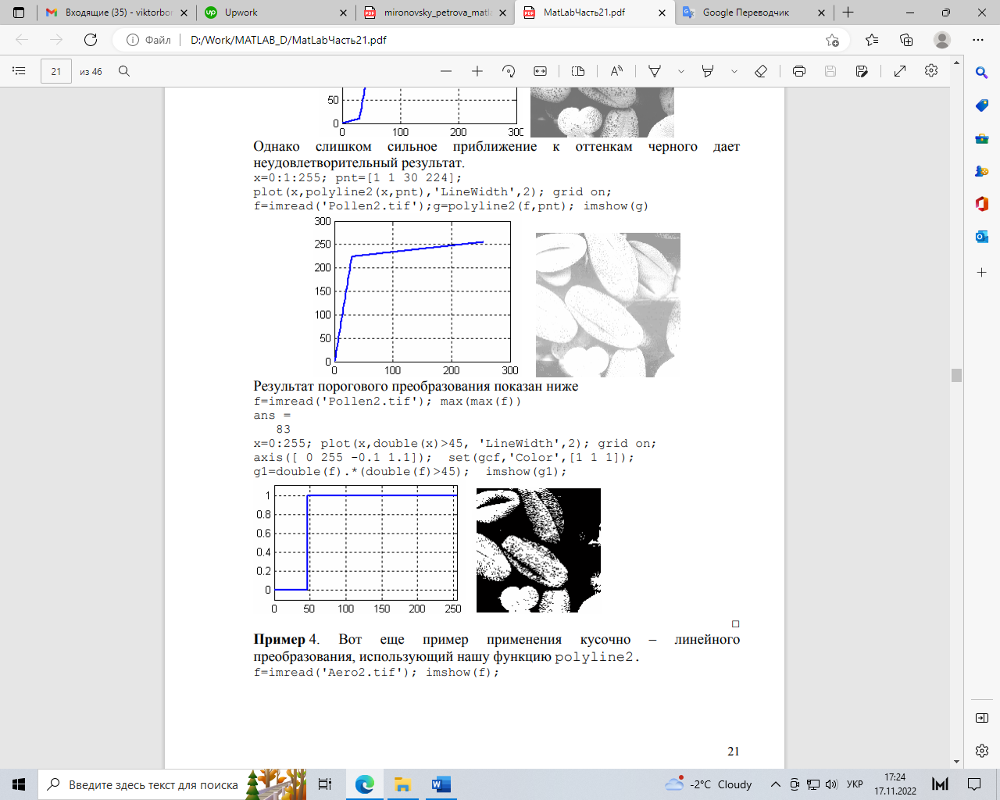 Входящие (35) - viktorbor
Upwork
mironovsky_petrova_matl
MatLabЧасть21.pdf
Google Переводчик
Файл
D:/Work/MATLAB_D/MatLabЧасть21.pdf
21
из 46
50
0
0
100
200
300
Однако слишком сильное приближение к оттенкам черного дает
неудовлетворительный результат.
x=0:1:255; pnt=[1 1 30 224];
plot(x,polyline2(x,pnt),'LineWidth',2); grid on;
f=imread('Pollen2.tif');g=polyline2(f,pnt); imshow(g)
300
250
200
150
100
50
0
0
100
200
300
Результат порогового преобразования показан ниже
f=imread('Pollen2.tif'); max(max(f))
ans =
83
x=0:255; plot(x,double(x)>45, 'LineWidth',2); grid on;
axis([ 0 255 -0.1 1.1]); set(gcf,'Color',[1 1 1]);
g1=double(f).*(double(f)>45); imshow(g1);
1
0.8
0.6
0.4
0.2
0
0
50
100
150
200
250
Пример 4. Вот еще пример применения кусочно – линейного
преобразования, использующий нашу функцию polyline2.
f=imread('Aero2.tif'); imshow(f);
21
Введите здесь текст для поиска
-2°C Cloudy
УКР
17:24
17.11.2022